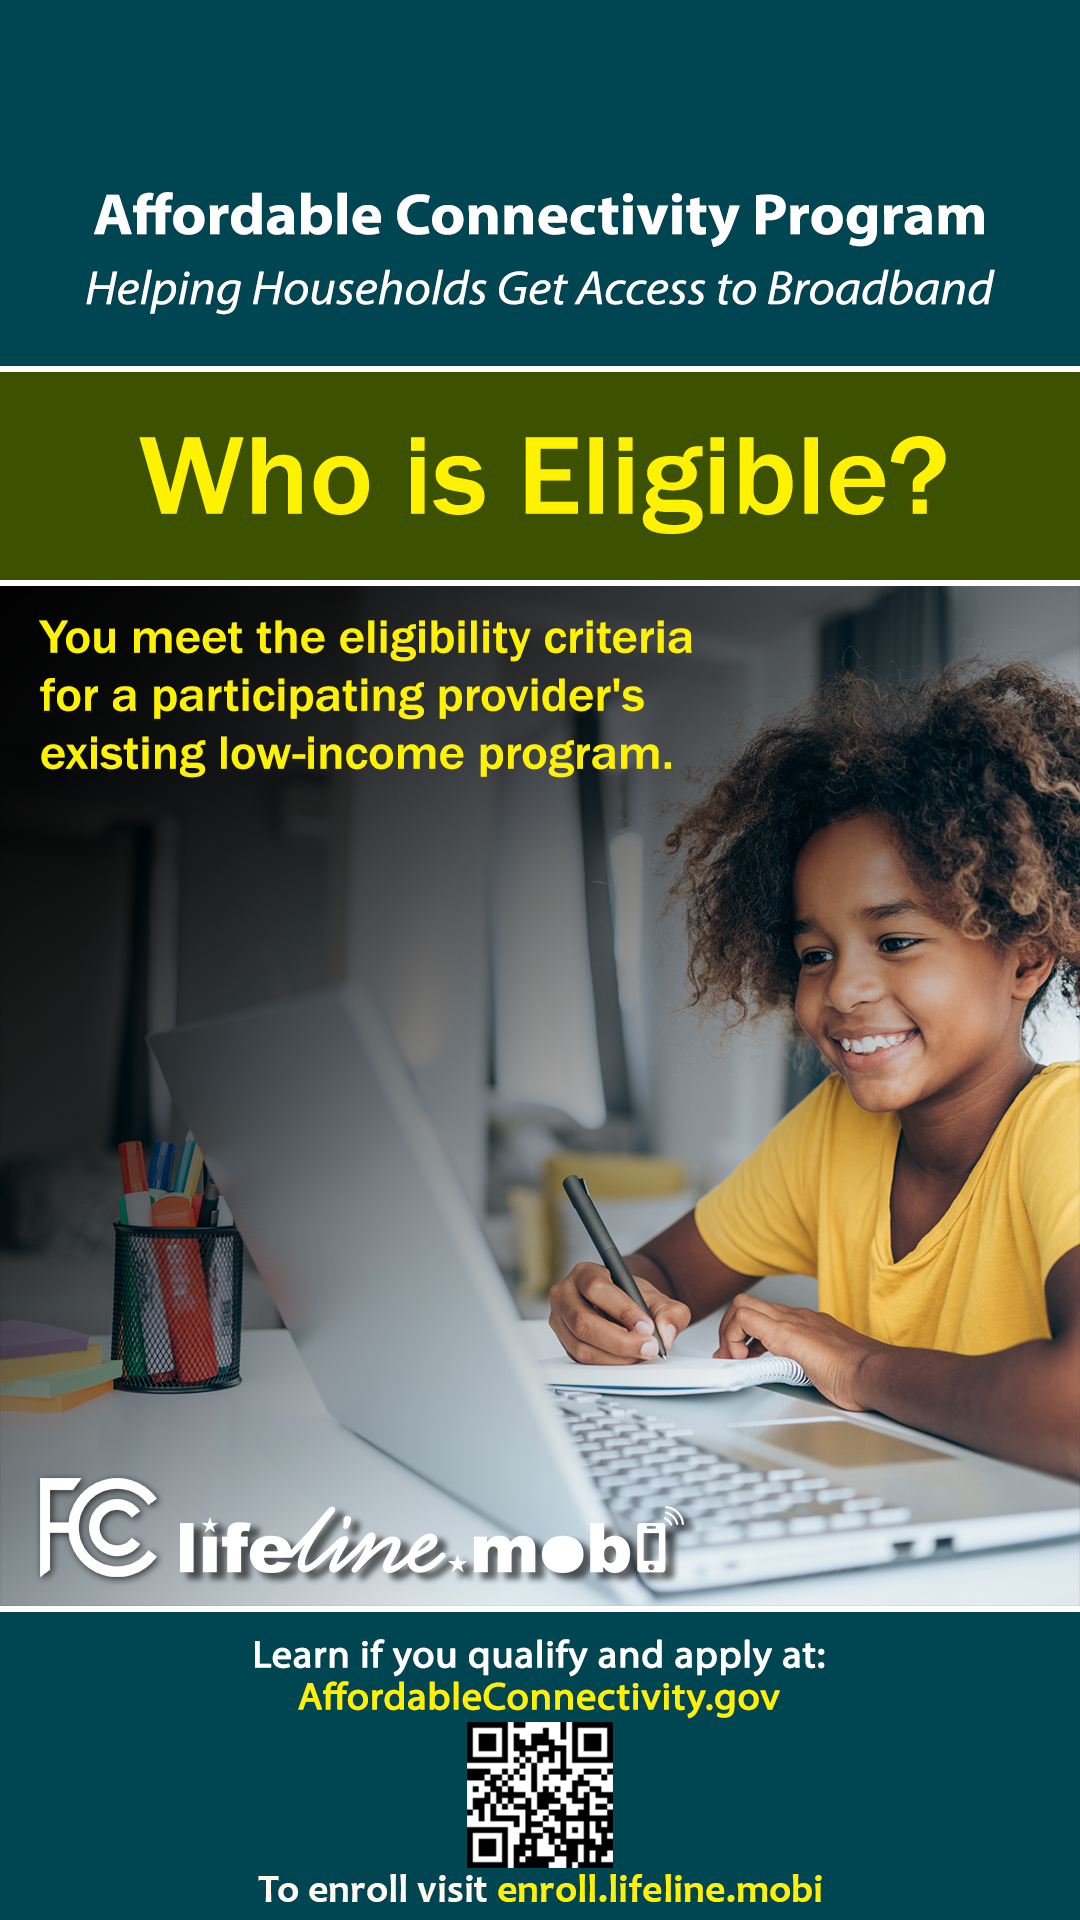 Affordable Connectivity Program
Helping Households Get Access to Broadband
Who is Eligible?
You meet the eligibility criteria
for a participating provider's
existing low-income program.
FCC lifeline.mobi
Learn if you qualify and apply at:
AffordableConnectivity.gov
To enroll visit enroll.lifeline.mobi